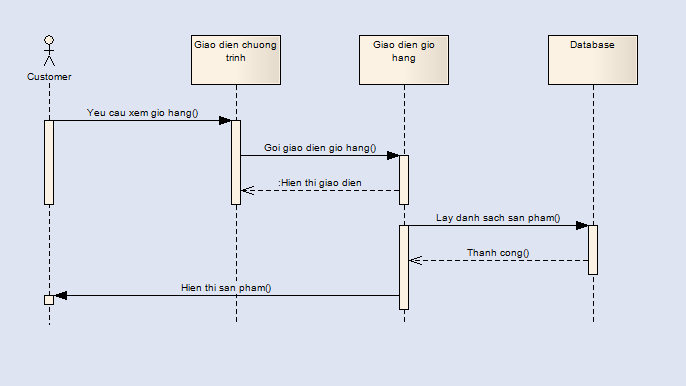 Giao dien chuong
trinh
Giao dien gio
hang
Database
Customer
Yeu cau xem gio hang()
Goi giao dien gio hang()
:Hien thi giao dien
Lay danh sach san pham()
Thanh cong()
Hien thi san pham()